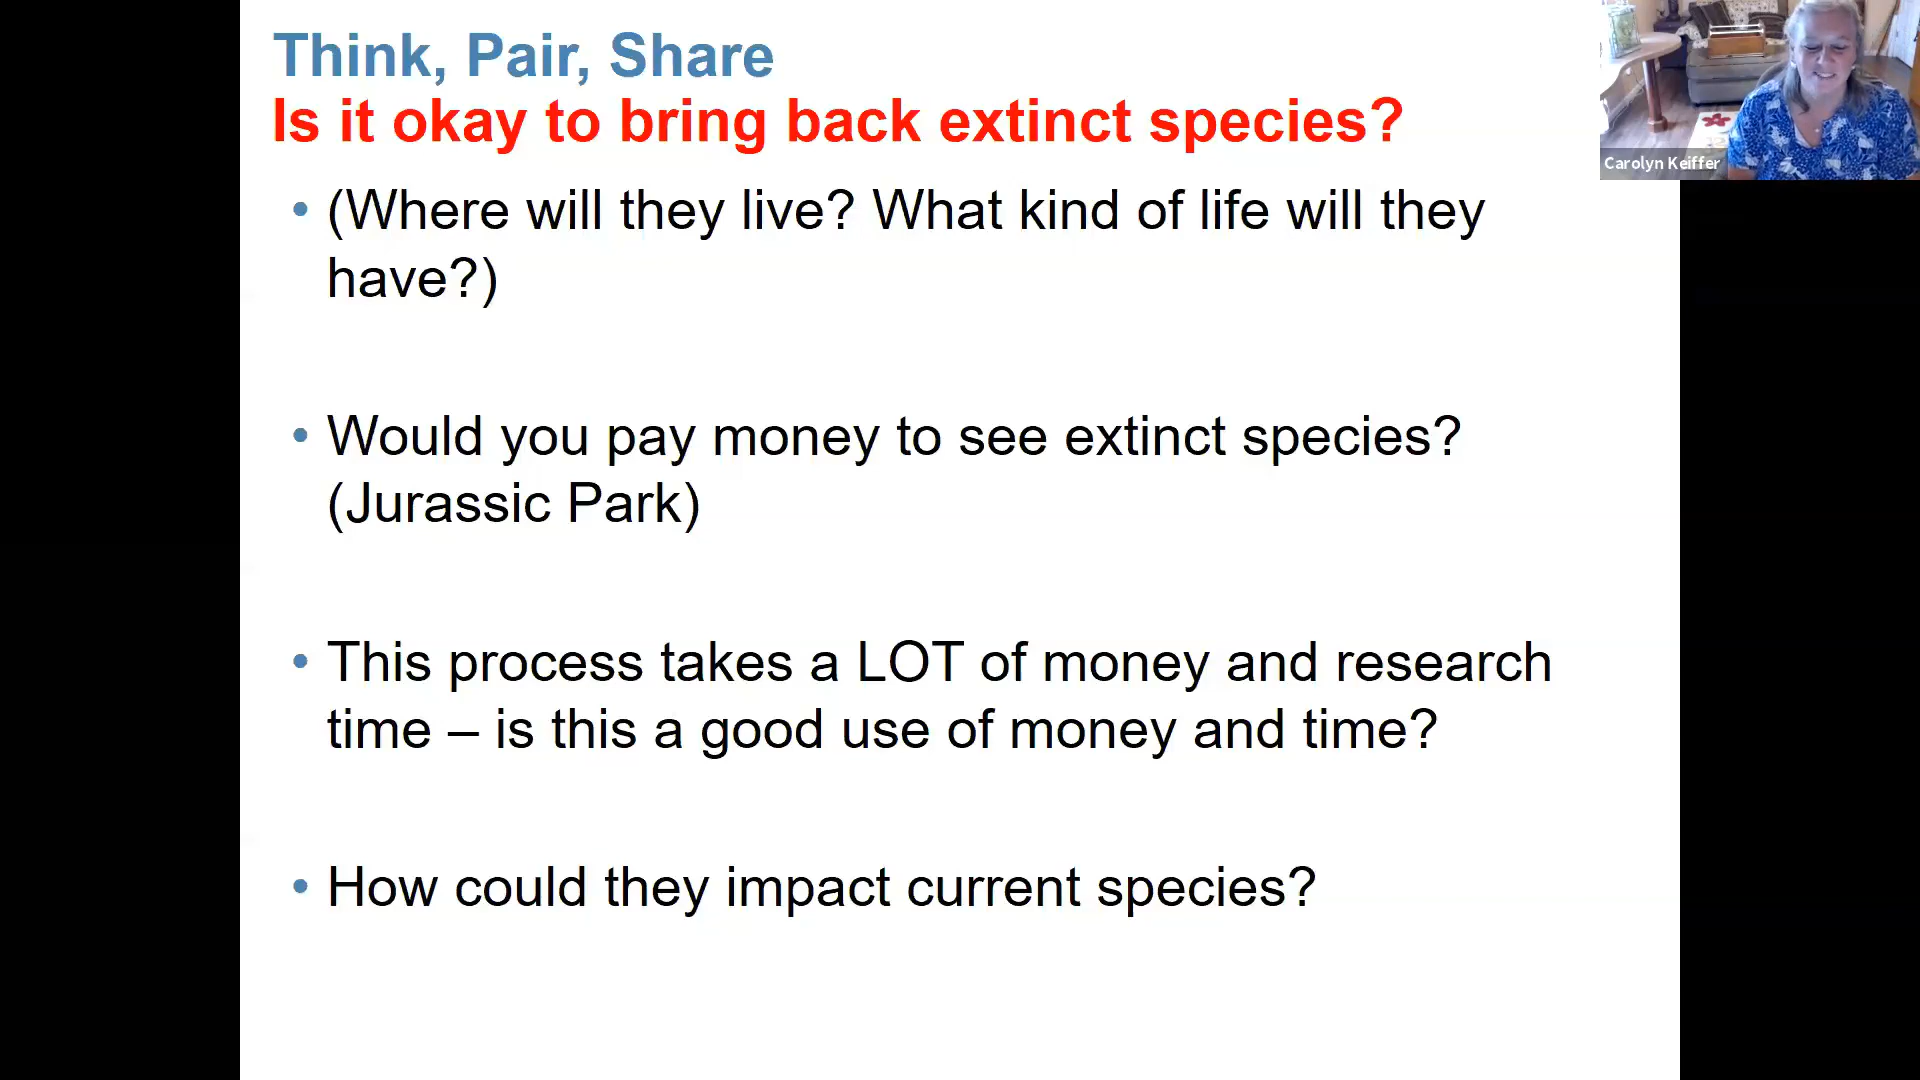 Think, Pair, Share
Is it okay to bring back extinct species?
Carolyn Keiffer
• (Where will they live? What kind of life will they
have?)
• Would you pay money to see extinct species?
(Jurassic Park)
• This process takes a LOT of money and research
time – is this a good use of money and time?
• How could they impact current species?